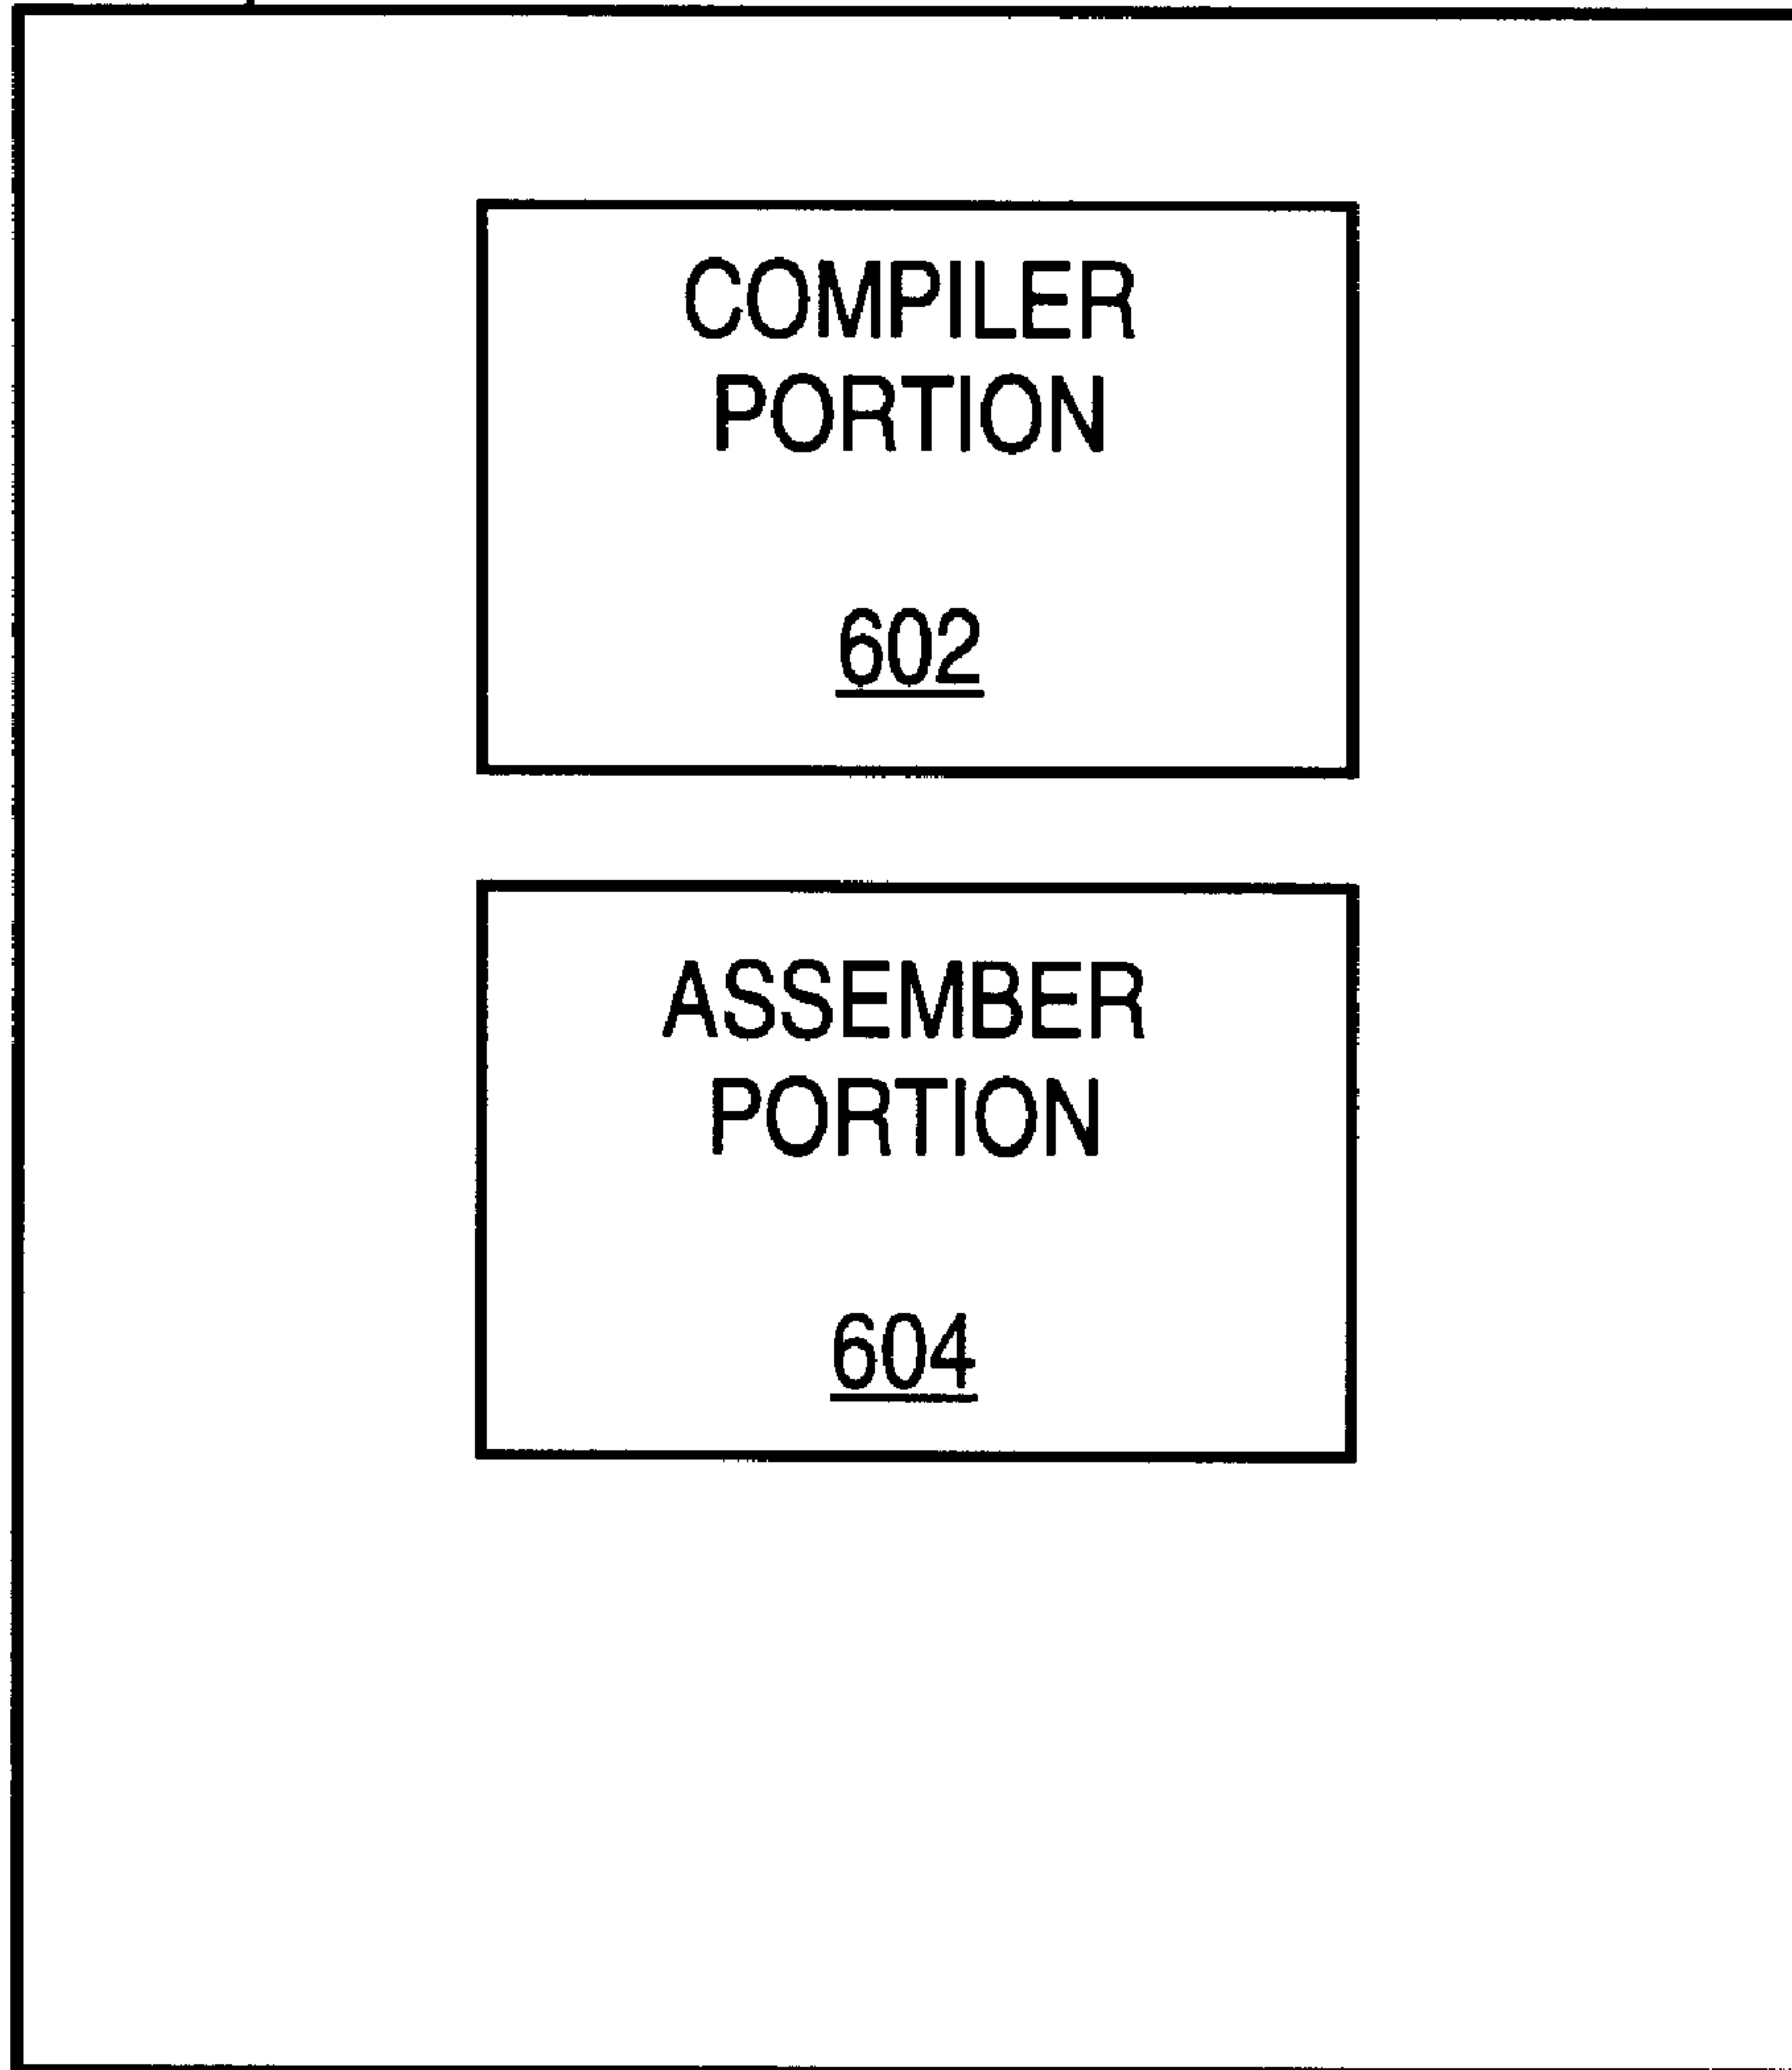 COMPILER
PORTION
602
ASSEMBER
PORTION
604